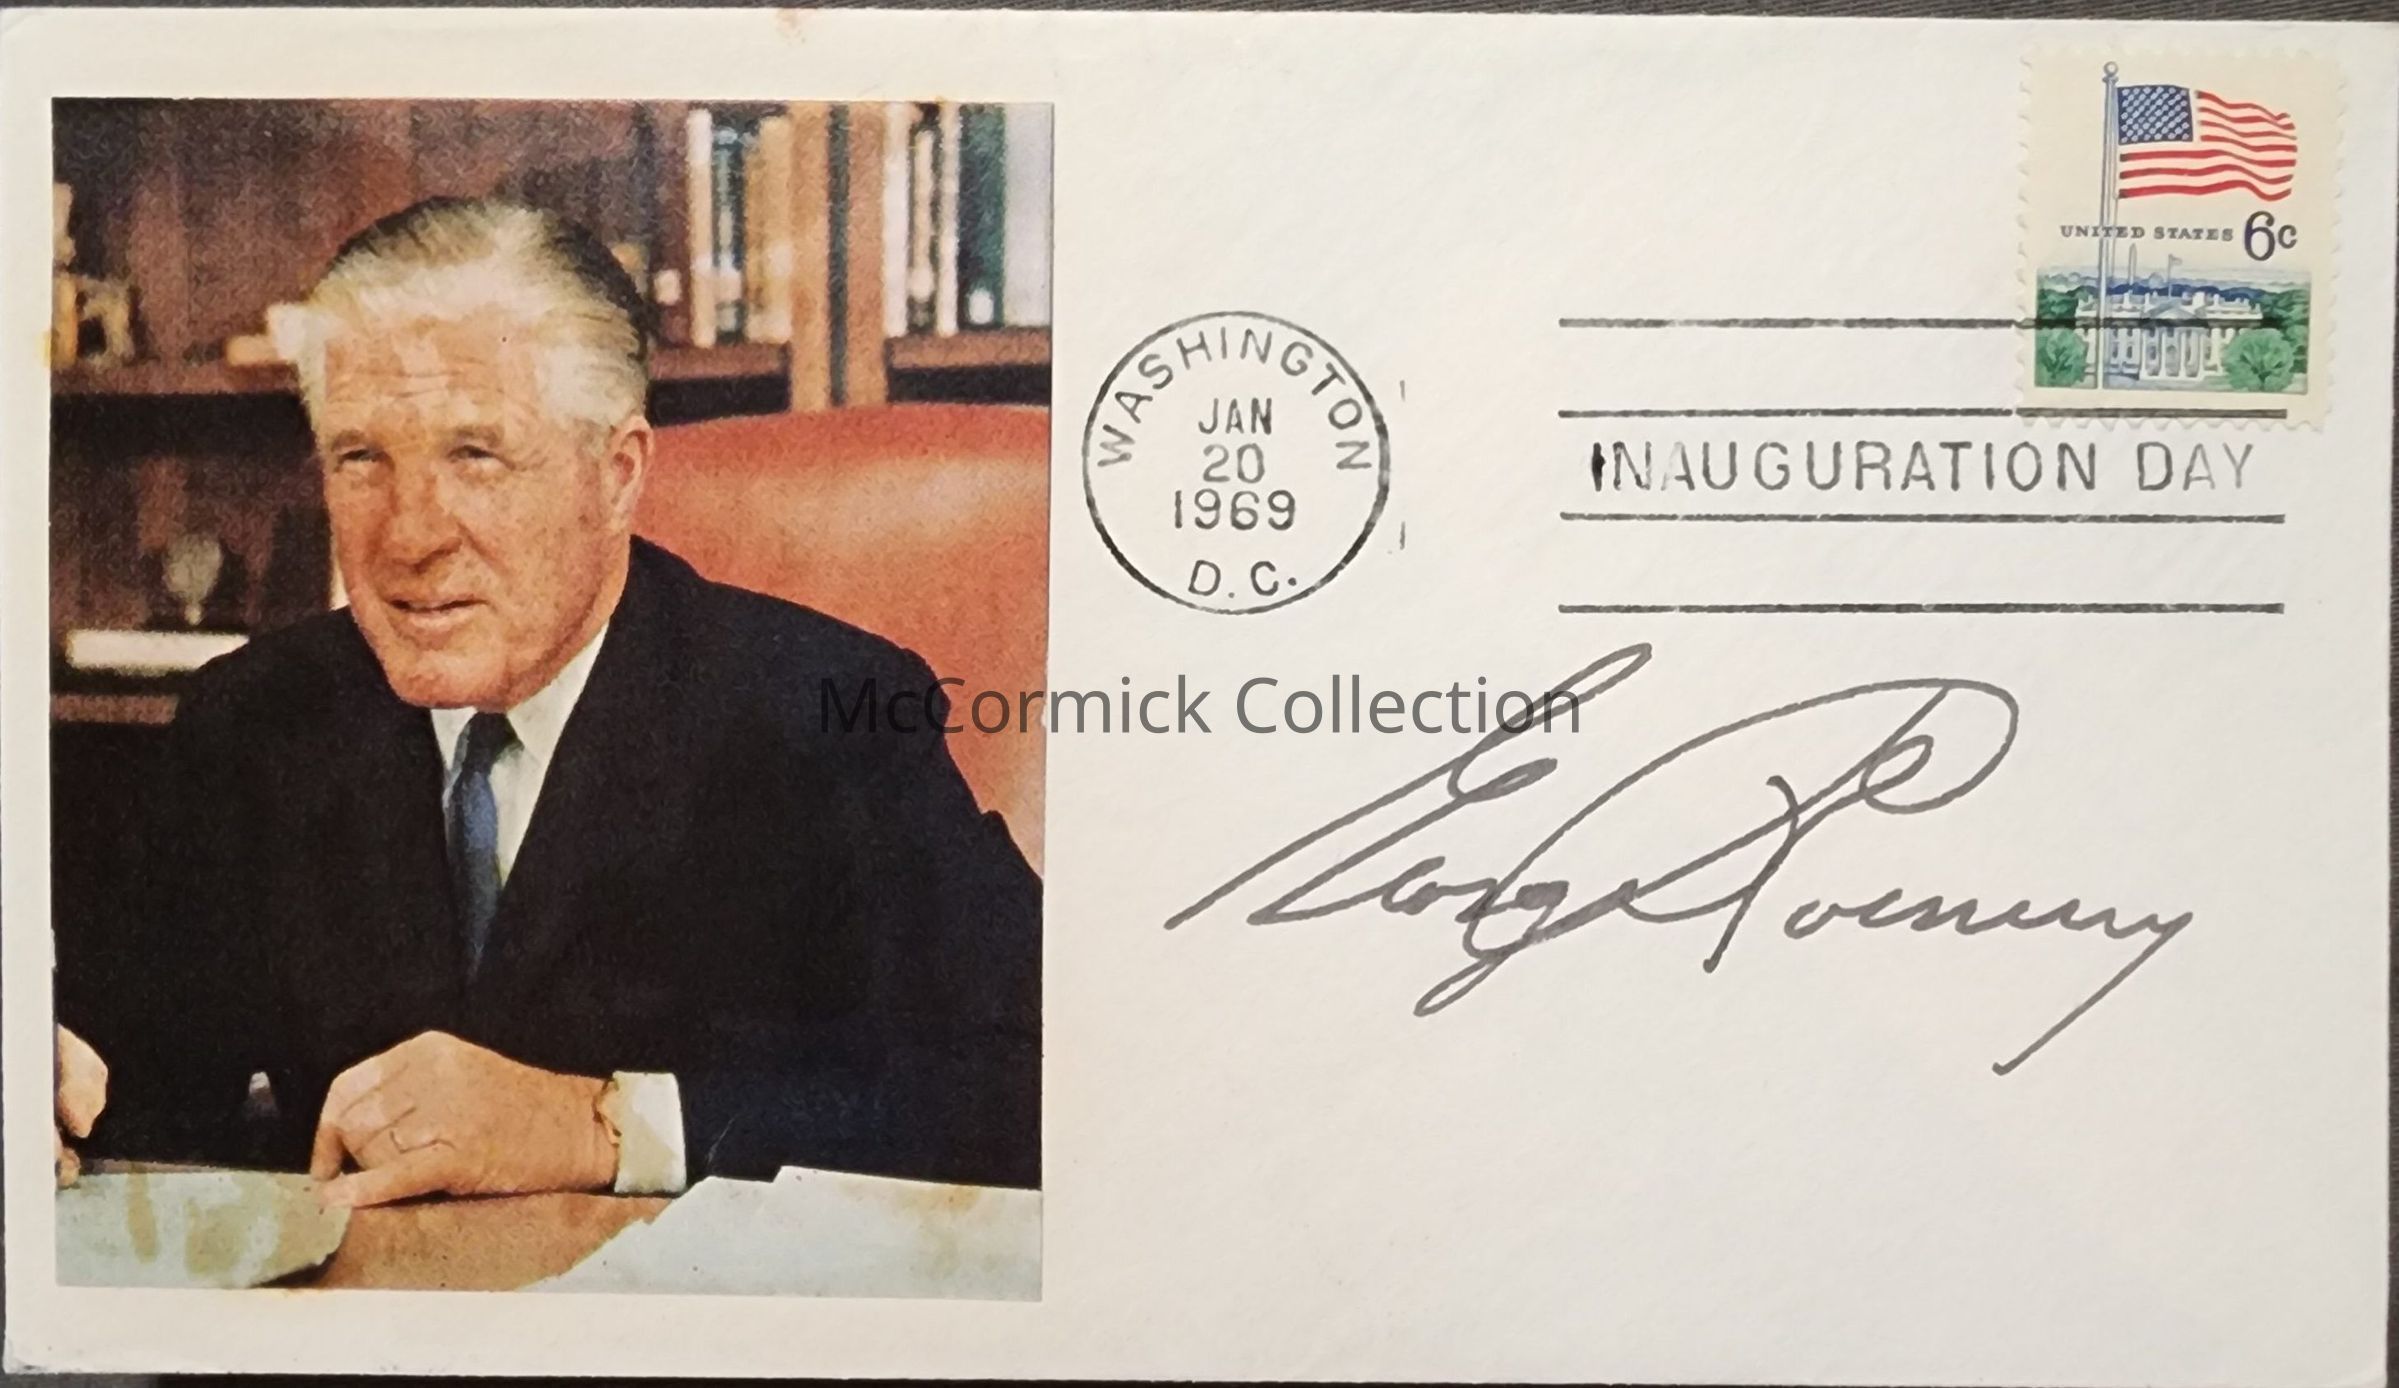 UNITED STATES 6c
WASHINGTON
JAN
20
1969
D.C.
INAUGURATION DAY
McCormick Collection
George Romney